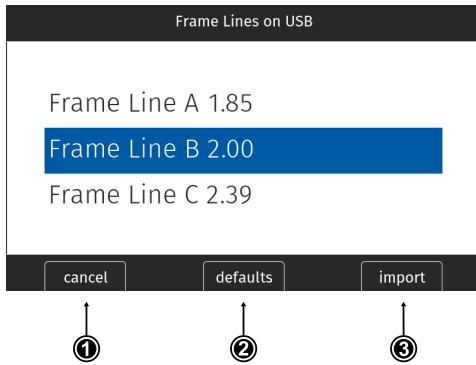 Frame Lines on USB
Frame Line A 1.85
Frame Line B 2.00
Frame Line C 2.39
cancel defaults import
1 2 3